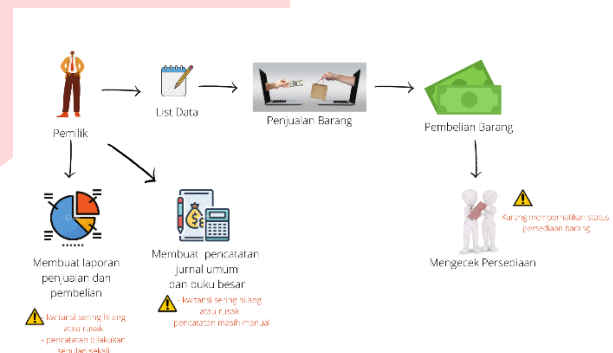 Pemilik
List Data
Penjualan Barang
Pembelian Barang
Membuat laporan
penjualan dan
pembelian
- kwitansi sering hilang
atau rusak
- pencatatan dilakukan
sebulan sekali
Membuat pencatatan
jurnal umum
dan buku besar
- kwitansi sering hilang
atau rusak
pencatatan masih manual
Mengecek Persediaan
Kurang memperhatikan status
persediaan barang